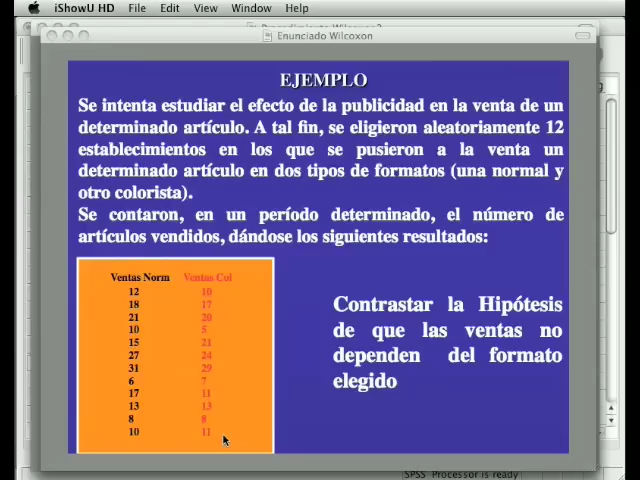 iShowU HD File Edit View Window Help
Enunciado Wilcoxon
EJEMPLO
Se intenta estudiar el efecto de la publicidad en la venta de un
determinado artículo. A tal fin, se eligieron aleatoriamente 12
establecimientos en los que se pusieron a la venta un
determinado artículo en dos tipos de formatos (una normal y
otro colorista).
Se contaron, en un período determinado, el número de
artículos vendidos, dándose los siguientes resultados:
Ventas Norm Ventas Col
12 10
18 17
21 20
10 5
15 21
27 24
31 29
6 7
17 11
13 13
8 8
10 11
Contrastar la Hipótesis
de que las ventas no
dependen del formato
elegido
SPSS Processor is ready